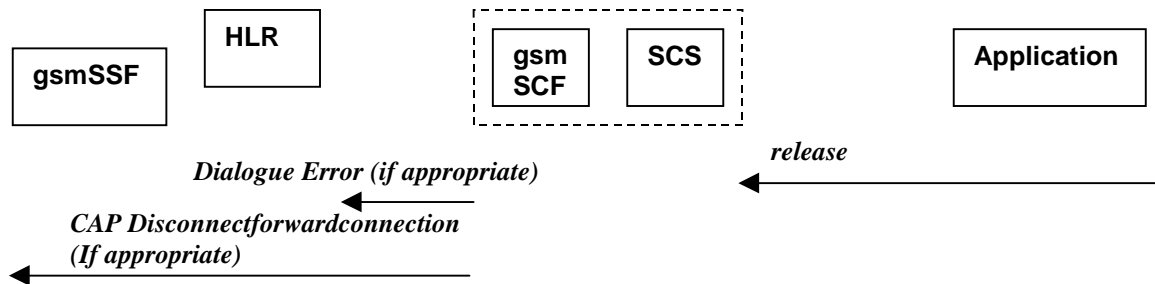 HLR
gsmSSF
gsm
SCF
SCS
Application
release
Dialogue Error (if appropriate)
CAP Disconnectforwardconnection
(If appropriate)